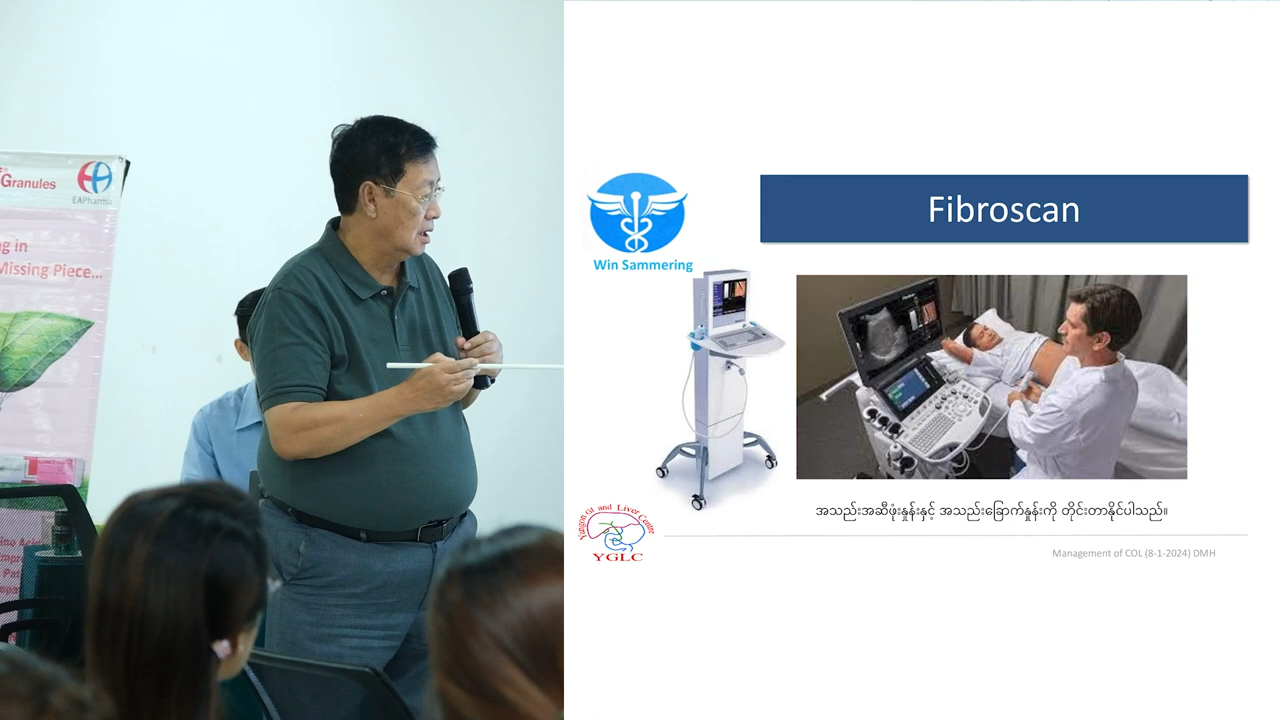 Granules
EAPharma
ng in
Missing Piece...
Fibroscan
Win Sammering
အသည်းအဆီဖုံးနှုန်းနှင့် အသည်းခြောက်နှုန်းကို တိုင်းတာနိုင်ပါသည်။
Yangon GI and Liver Centre
YGLC
Management of COL (8-1-2024) DMH